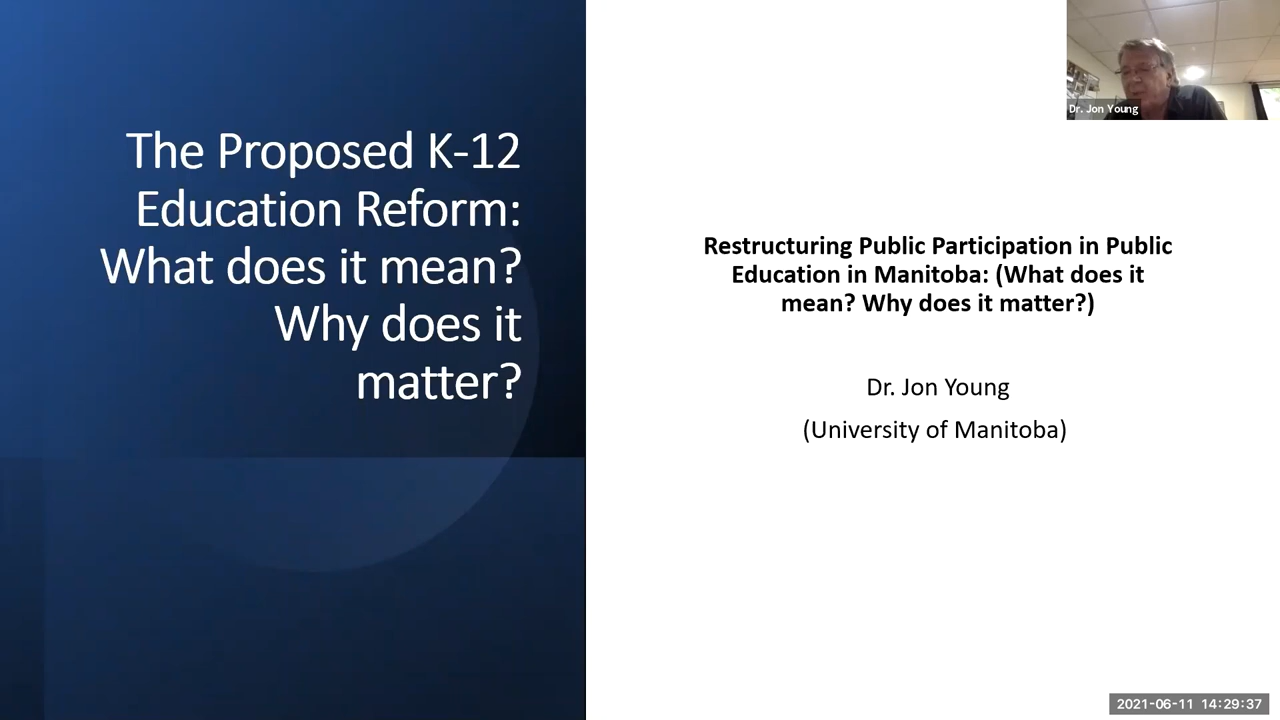 The Proposed K-12
Education Reform:
What does it mean?
Why does it
matter?
Dr. Jon Young
Restructuring Public Participation in Public
Education in Manitoba: (What does it
mean? Why does it matter?)
Dr. Jon Young
(University of Manitoba)
2021-06-11 14:29:37